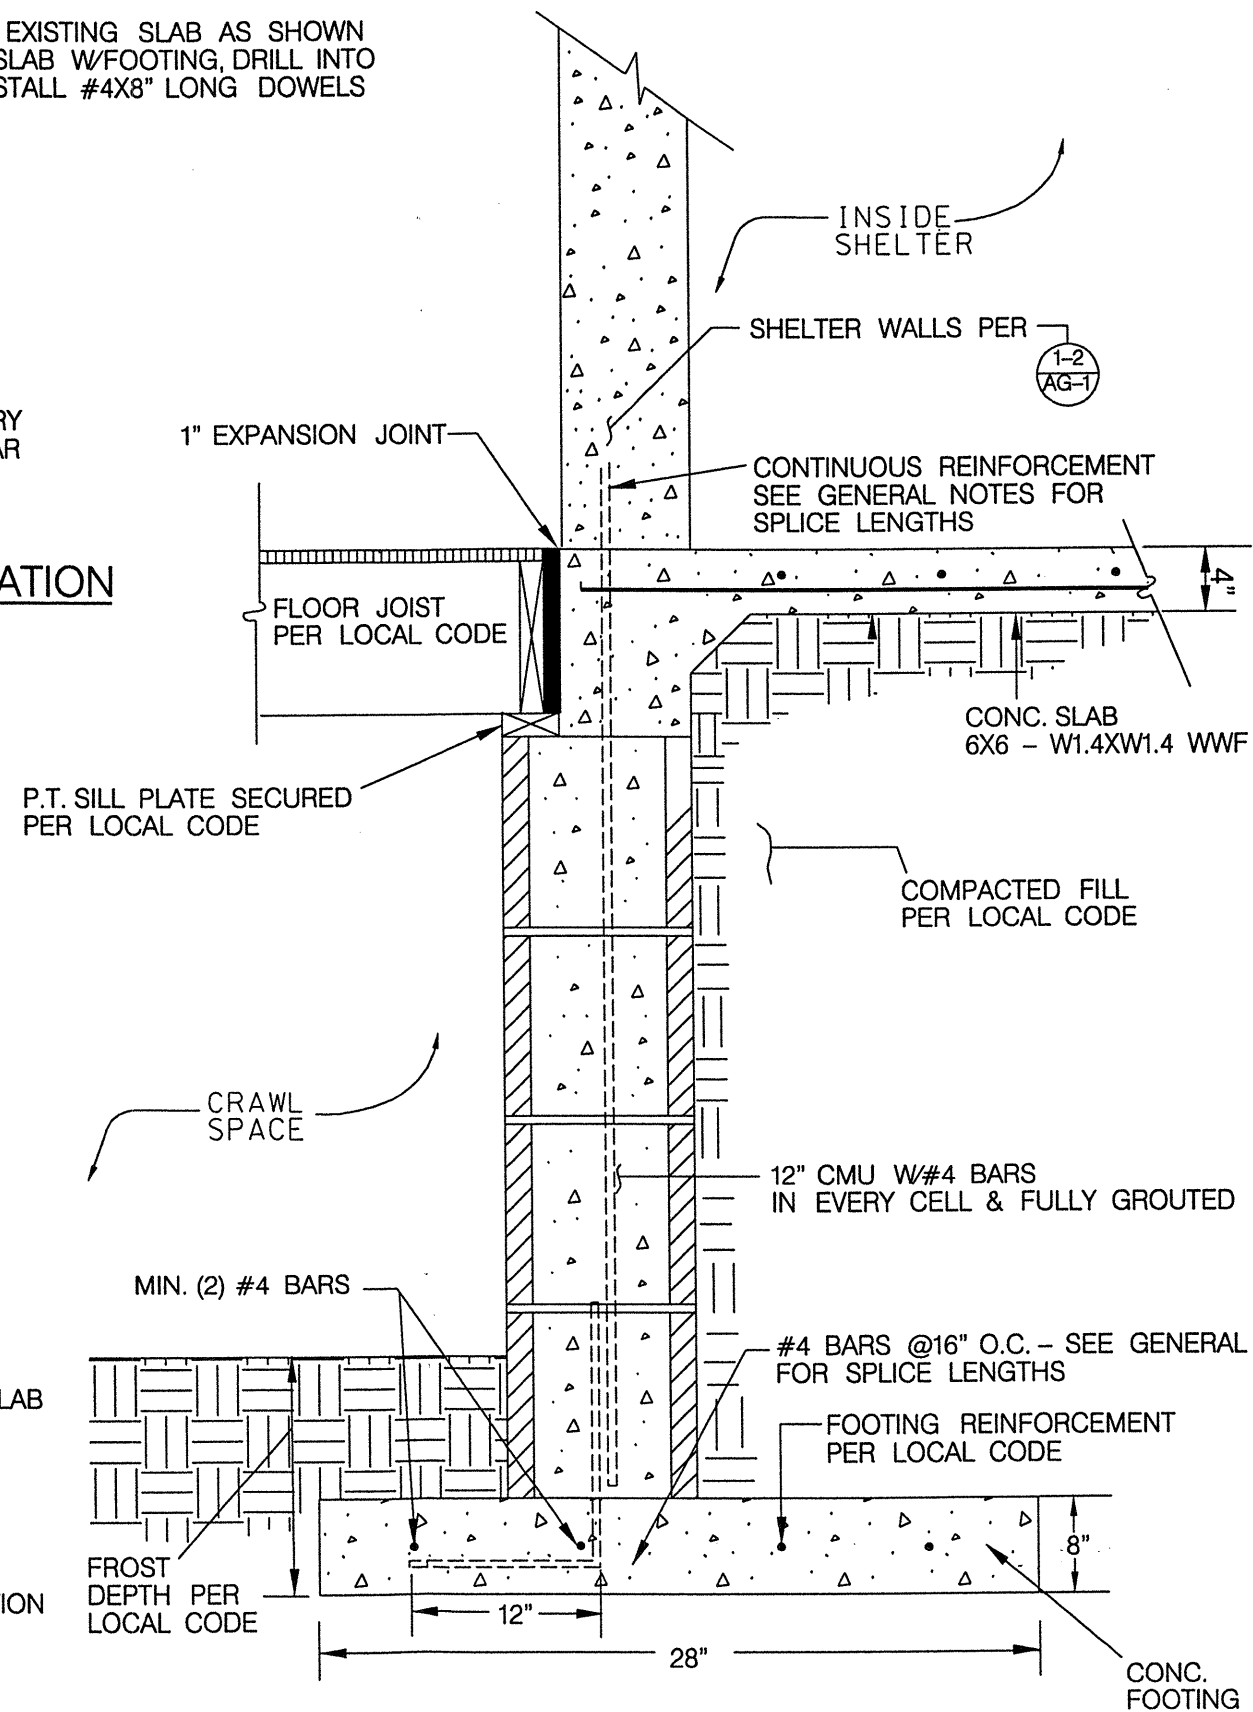 EXISTING SLAB AS SHOWN
SLAB W/FOOTING, DRILL INTO
STALL #4X8" LONG DOWELS
INSIDE
SHELTER
SHELTER WALLS PER
1-2
AG-1
RY
AR
1" EXPANSION JOINT
CONTINUOUS REINFORCEMENT
SEE GENERAL NOTES FOR
SPLICE LENGTHS
ATION
4"
FLOOR JOIST
PER LOCAL CODE
CONC. SLAB
6X6 - W1.4XW1.4 WWF
P.T. SILL PLATE SECURED
PER LOCAL CODE
COMPACTED FILL
PER LOCAL CODE
CRAWL
SPACE
12" CMU W/#4 BARS
IN EVERY CELL & FULLY GROUTED
MIN. (2) #4 BARS
#4 BARS @16" O.C. - SEE GENERAL
FOR SPLICE LENGTHS
LAB
FOOTING REINFORCEMENT
PER LOCAL CODE
8"
FROST
DEPTH PER
LOCAL CODE
TION
12"
28"
CONC.
FOOTING